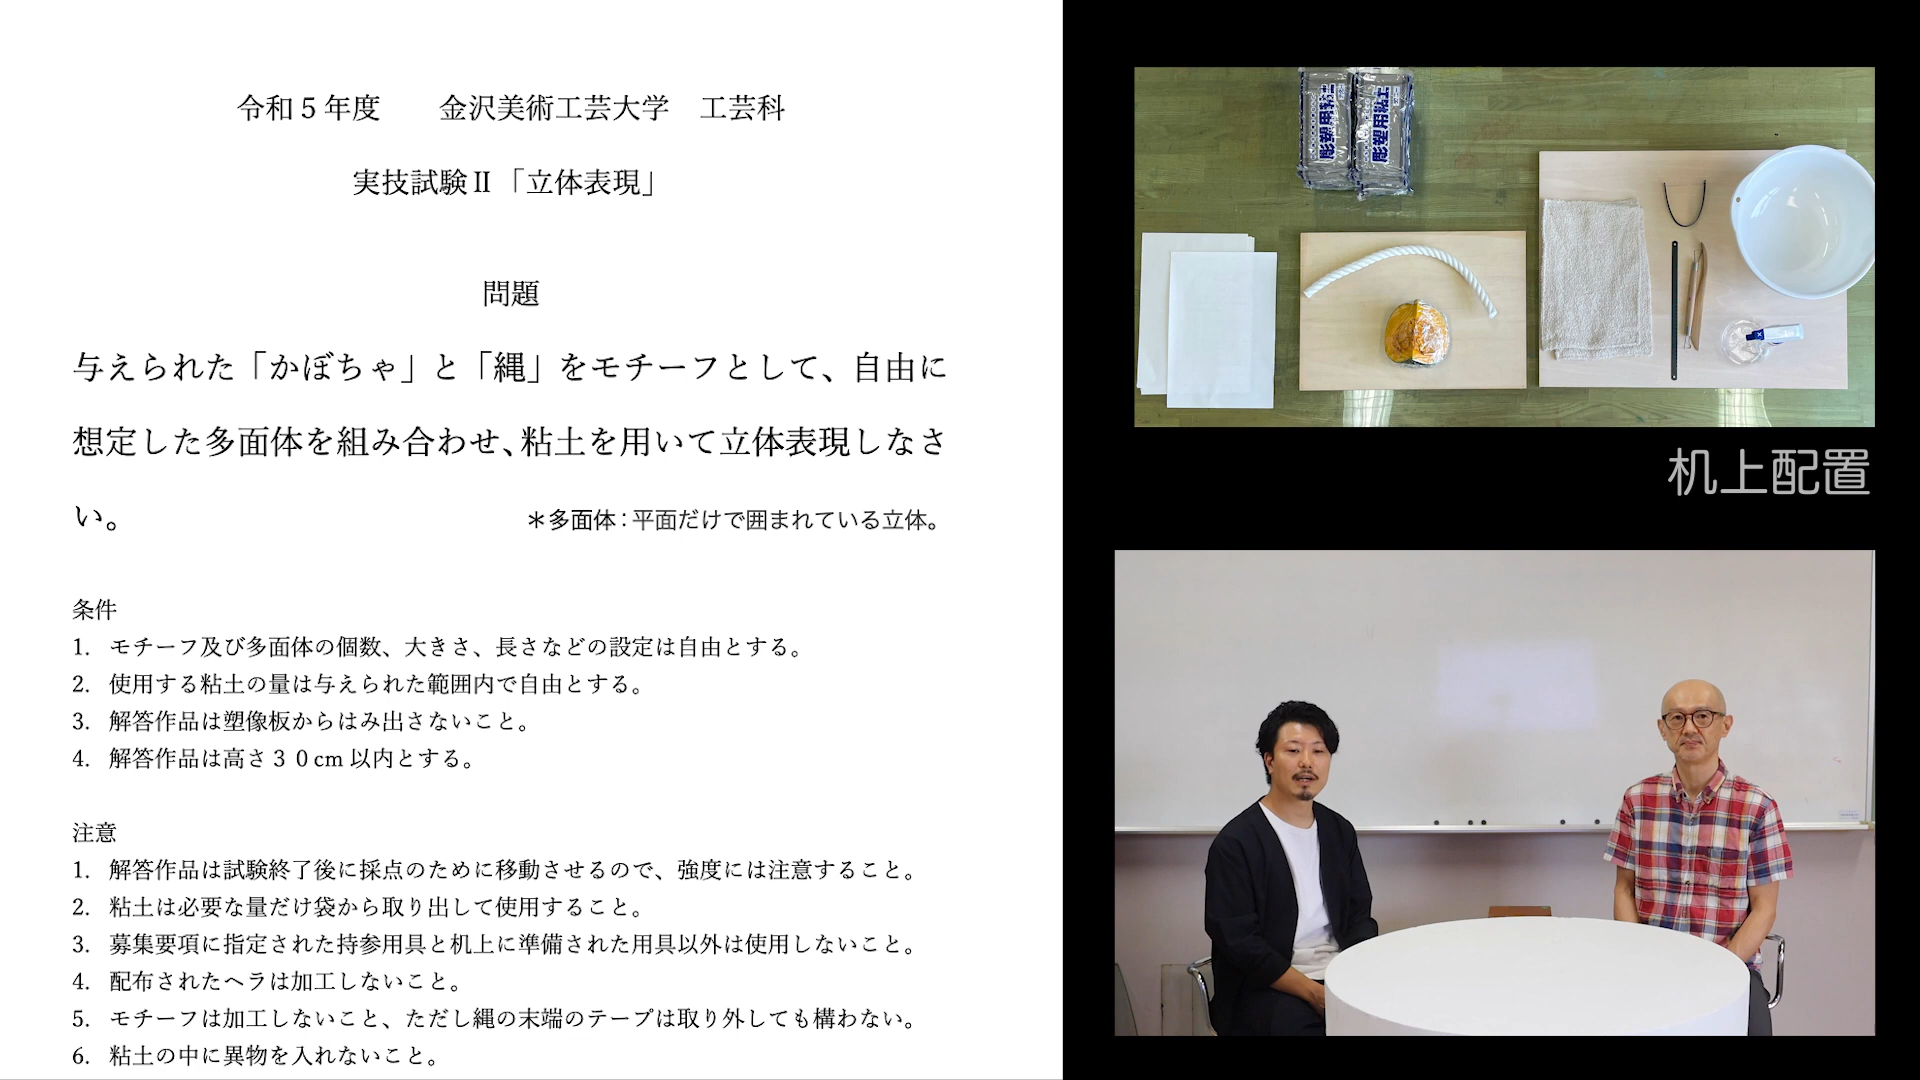 令和5年度　　金沢美術工芸大学　工芸科
実技試験Ⅱ「立体表現」
問題
与えられた「かぼちゃ」と「縄」をモチーフとして、自由に
想定した多面体を組み合わせ、粘土を用いて立体表現しなさ
い。
＊多面体：平面だけで囲まれている立体。
条件
1. モチーフ及び多面体の個数、大きさ、長さなどの設定は自由とする。
2. 使用する粘土の量は与えられた範囲内で自由とする。
3. 解答作品は塑像板からはみ出さないこと。
4. 解答作品は高さ３０cm 以内とする。
注意
1. 解答作品は試験終了後に採点のために移動させるので、強度には注意すること。
2. 粘土は必要な量だけ袋から取り出して使用すること。
3. 募集要項に指定された持参用具と机上に準備された用具以外は使用しないこと。
4. 配布されたヘラは加工しないこと。
5. モチーフは加工しないこと、ただし縄の末端のテープは取り外しても構わない。
6. 粘土の中に異物を入れないこと。
彫塑用粘土
彫塑用粘土
机上配置